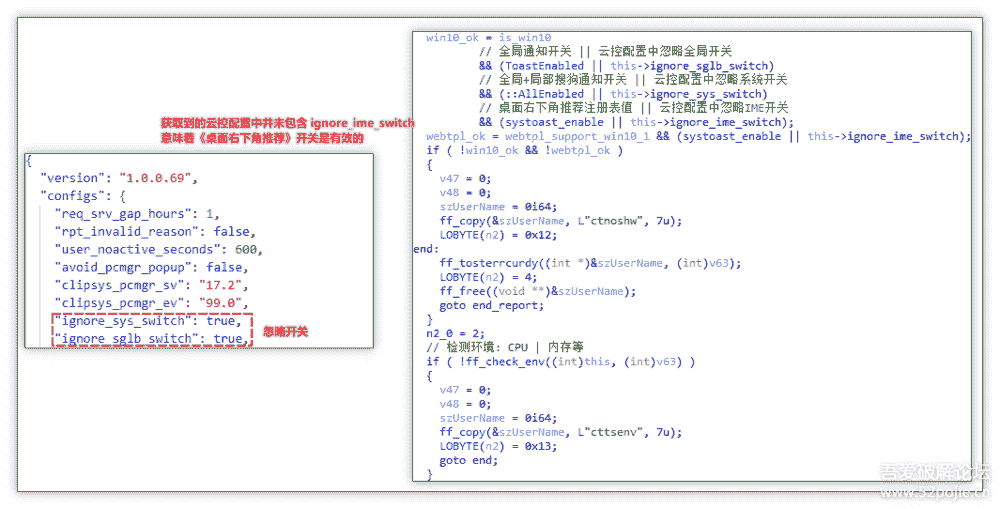 获取到的云控配置中并未包含 ignore_ime_switch
意味着《桌面右下角推荐》开关是有效的
{
"version": "1.0.0.69",
"configs": {
"req_srv_gap_hours": 1,
"rpt_invalid_reason": false,
"user_noactive_seconds": 600,
"avoid_pcmgr_popup": false,
"clipsys_pcmgr_sv": "17.2",
"clipsys_pcmgr_ev": "99.0",
"ignore_sys_switch": true,
"ignore_sglb_switch": true,
忽略开关
win10_ok = is_win10
// 全局通知开关 || 云控配置中忽略全局开关
&& (ToastEnabled || this->ignore_sglb_switch)
// 全局+局部搜狗通知开关 || 云控配置中忽略系统开关
&& (::AllEnabled || this->ignore_sys_switch)
// 桌面右下角推荐注册表值 || 云控配置中忽略IME开关
&& (systoast_enable || this->ignore_ime_switch);
webtpl_ok = webtpl_support_win10_1 && (systoast_enable || this->ignore_ime_switch);
if ( !win10_ok && !webtpl_ok )
{
v47 = 0;
v48 = 0;
szUserName = 0i64;
ff_copy(&szUserName, L"ctnoshw", 7u);
LOBYTE(n2) = 0x12;
end:
ff_tosterrcurdy((int *)&szUserName, (int)v63);
LOBYTE(n2) = 4;
ff_free((void **)&szUserName);
goto end_report;
}
n2_0 = 2;
// 检测环境: CPU | 内存等
if ( !ff_check_env((int)this, (int)v63) )
{
v47 = 0;
v48 = 0;
szUserName = 0i64;
ff_copy(&szUserName, L"cttsenv", 7u);
LOBYTE(n2) = 0x13;
goto end;
}
吾爱破解论坛
www.52pojie.cn